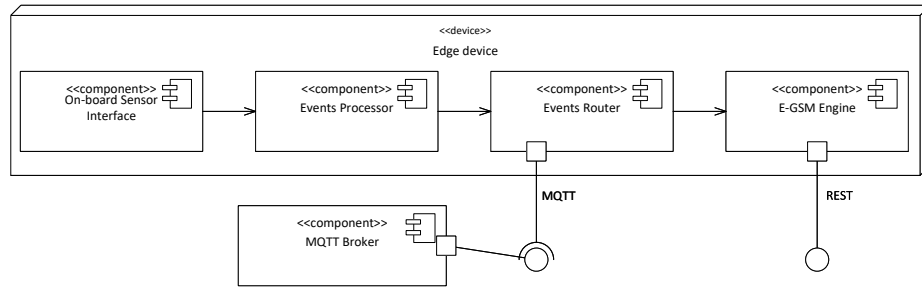 <<device>>
Edge device
<<component>>
On-board Sensor
Interface
<<component>>
Events Processor
<<component>>
Events Router
<<component>>
E-GSM Engine
MQTT
REST
<<component>>
MQTT Broker